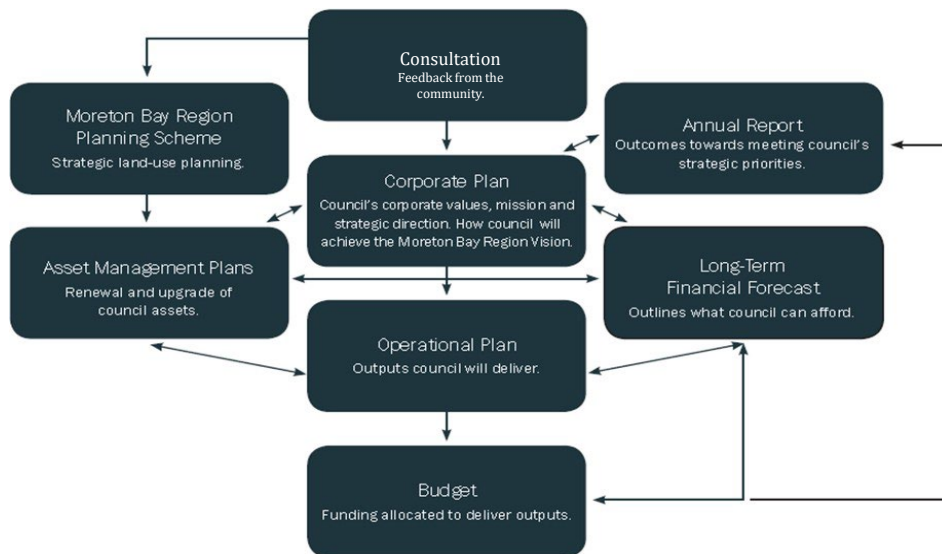 Consultation
Feedback from the
community.
Moreton Bay Region
Planning Scheme
Strategic land-use planning.
Annual Report
Outcomes towards meeting council's
strategic priorities.
Corporate Plan
Council's corporate values, mission and
strategic direction. How council will
achieve the Moreton Bay Region Vision.
Asset Management Plans
Renewal and upgrade of
council assets.
Long-Term
Financial Forecast
Outlines what council can afford.
Operational Plan
Outputs council will deliver.
Budget
Funding allocated to deliver outputs.